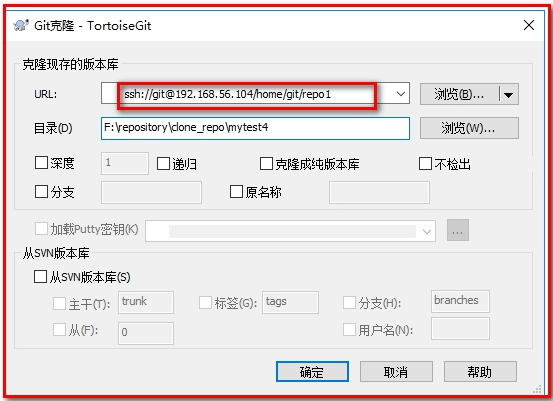 Git克隆 - TortoiseGit
克隆现存的版本库
URL: ssh://git@192.168.56.104/home/git/repo1 浏览(B)...
目录(D) F:\repository\clone_repo\mytest4 浏览(W)...
深度 1 递归 克隆成纯版本库 不检出
分支 原名称
加载Putty密钥(K) ...
从SVN版本库
从SVN版本库(S)
主干(T): trunk 标签(G): tags 分支(H): branches
从(F): 0 用户名(N):
确定 取消 帮助